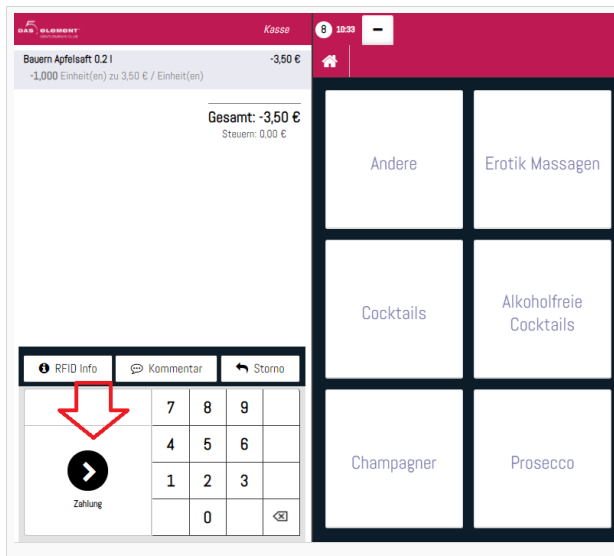 DAS 5. ELEMENT
Kasse
8 10:33
Bauern Apfelsaft 0.2 l -3,50 €
-1,000 Einheit(en) zu 3,50 € / Einheit(en)
Gesamt: -3,50 €
Steuern: 0,00 €
Andere
Erotik Massagen
Cocktails
Alkoholfreie
Cocktails
Champagner
Prosecco
RFID Info
Kommentar
Storno
7 8 9
4 5 6
1 2 3
0
Zahlung